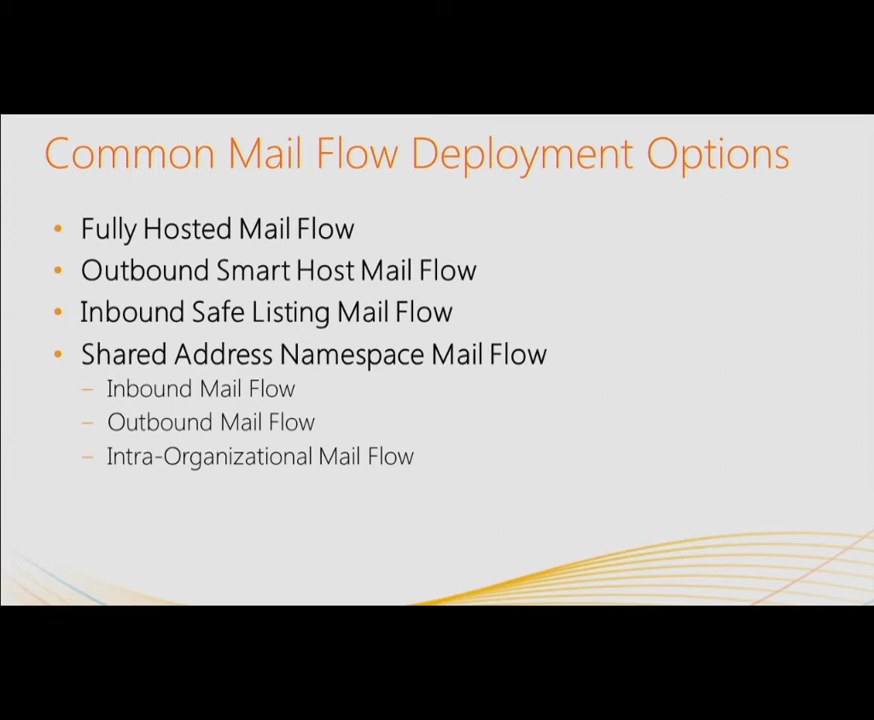 Common Mail Flow Deployment Options
• Fully Hosted Mail Flow
• Outbound Smart Host Mail Flow
• Inbound Safe Listing Mail Flow
• Shared Address Namespace Mail Flow
– Inbound Mail Flow
– Outbound Mail Flow
– Intra-Organizational Mail Flow